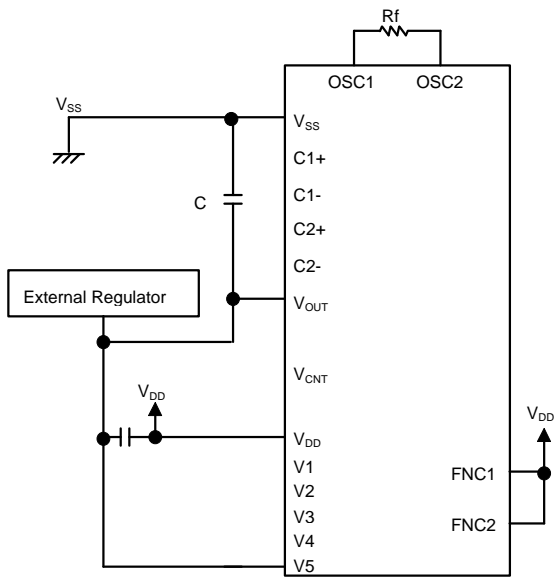 Rf
OSC1 OSC2
VSS
VSS
C1+
C1-
C
C2+
C2-
External Regulator
VOUT
VCNT
VDD
VDD
VDD
V1
FNC1
V2
V3
FNC2
V4
V5